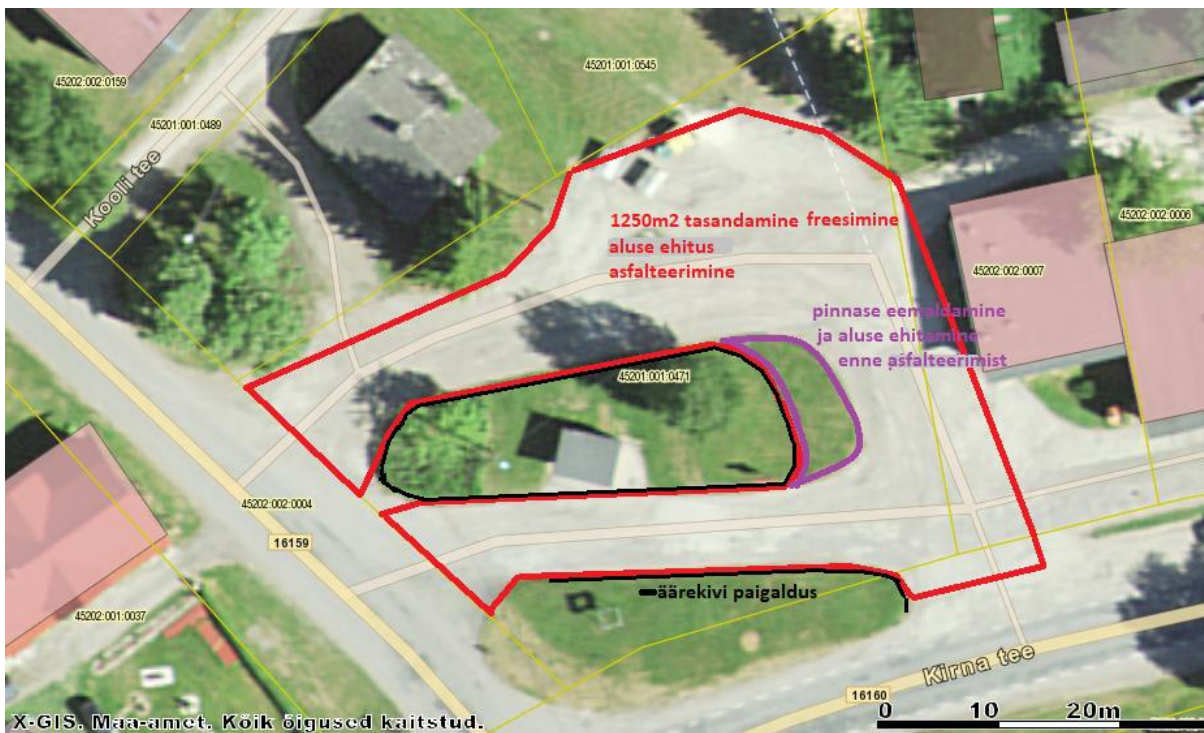 45202:002:0159
45201:001:0545
45201:001:0489
Kooli tee
1250m2 tasandamine freesimine
aluse ehitus
asfalteerimine
45202:002:0006
45202:002:0007
pinnase eemaldamine
ja aluse ehitamine
enne asfalteerimist
45201:001:0471
45202:002:0004
16159
äärekivi paigaldus
45202:001:0037
Kirna tee
16160
X-GIS. Maa-amet. Kõik õigused kaitstud.
0 10 20m